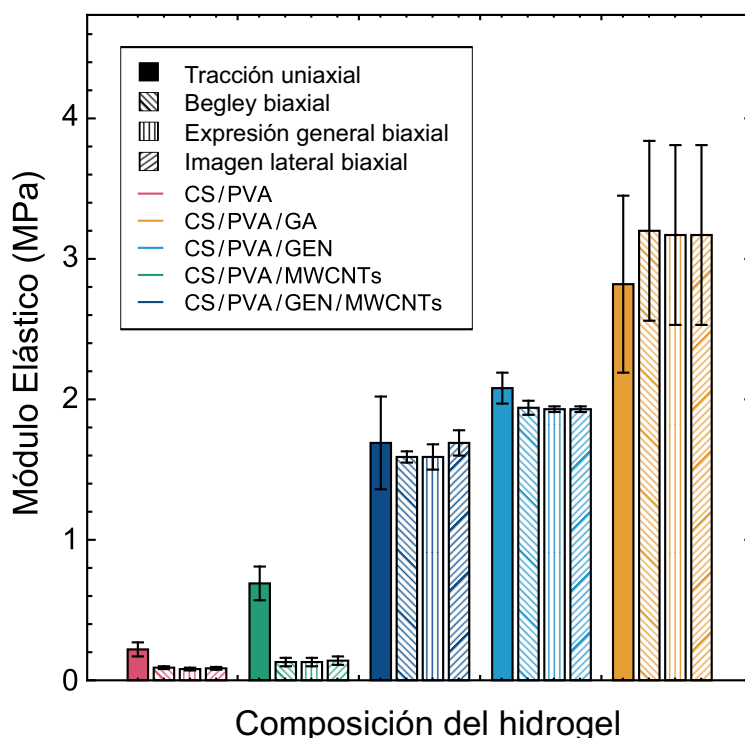 Módulo Elástico (MPa)
4
3
2
1
0
Tracción uniaxial
Begley biaxial
Expresión general biaxial
Imagen lateral biaxial
CS/PVA
CS/PVA/GA
CS/PVA/GEN
CS/PVA/MWCNTs
CS/PVA/GEN/MWCNTs
Composición del hidrogel